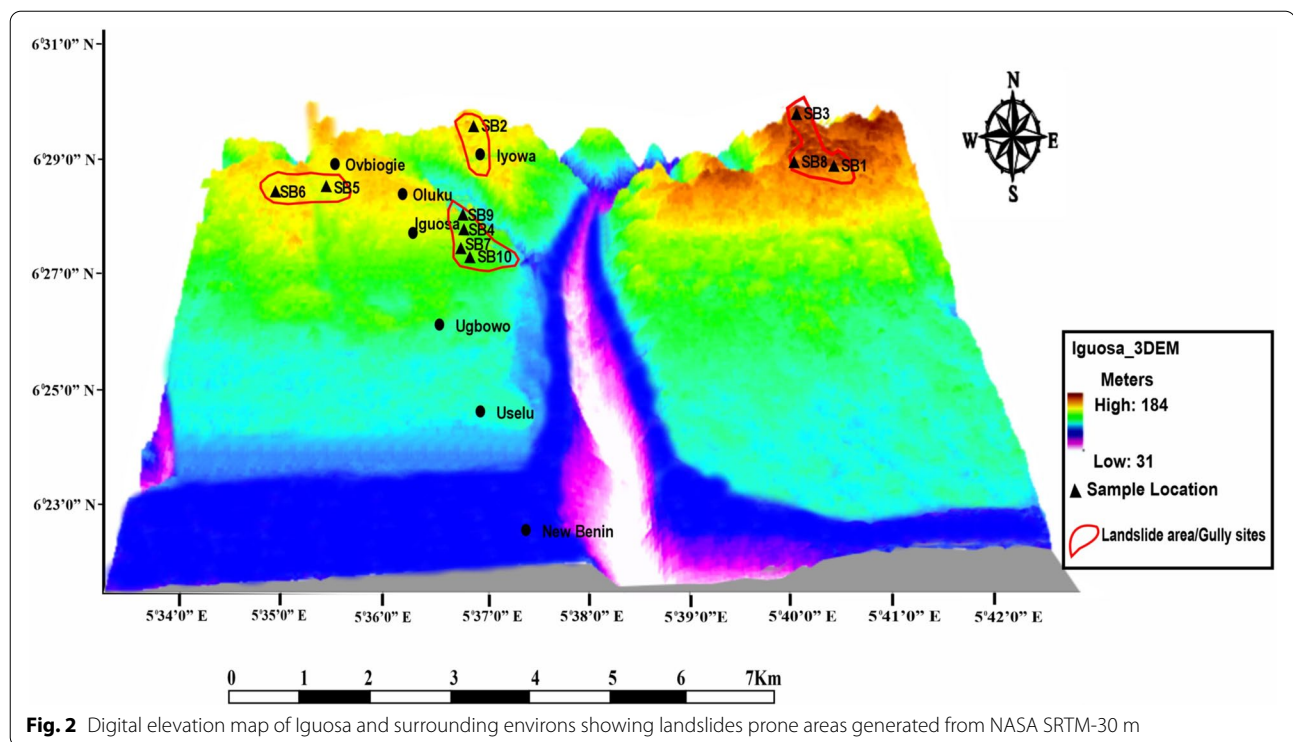 6°31'0” N
N
W E
S
SB3
SB2
Iyowa
6°29'0” N
Ovbiogie
SB8
SB1
SB6
SB5
Oluku
SB9
Iguosa
SB4
SB7
SB10
6°27'0” N
Ugbowo
Iguosa_3DEM
Meters
High: 184
Low: 31
Sample Location
Landslide area/Gully sites
6°25'0” N
Uselu
6°23'0” N
New Benin
5°34'0” E 5°35'0” E 5°36'0” E 5°37'0” E 5°38'0” E 5°39'0” E 5°40'0” E 5°41'0” E 5°42'0” E
0 1 2 3 4 5 6 7Km
Fig. 2 Digital elevation map of Iguosa and surrounding environs showing landslides prone areas generated from NASA SRTM-30 m